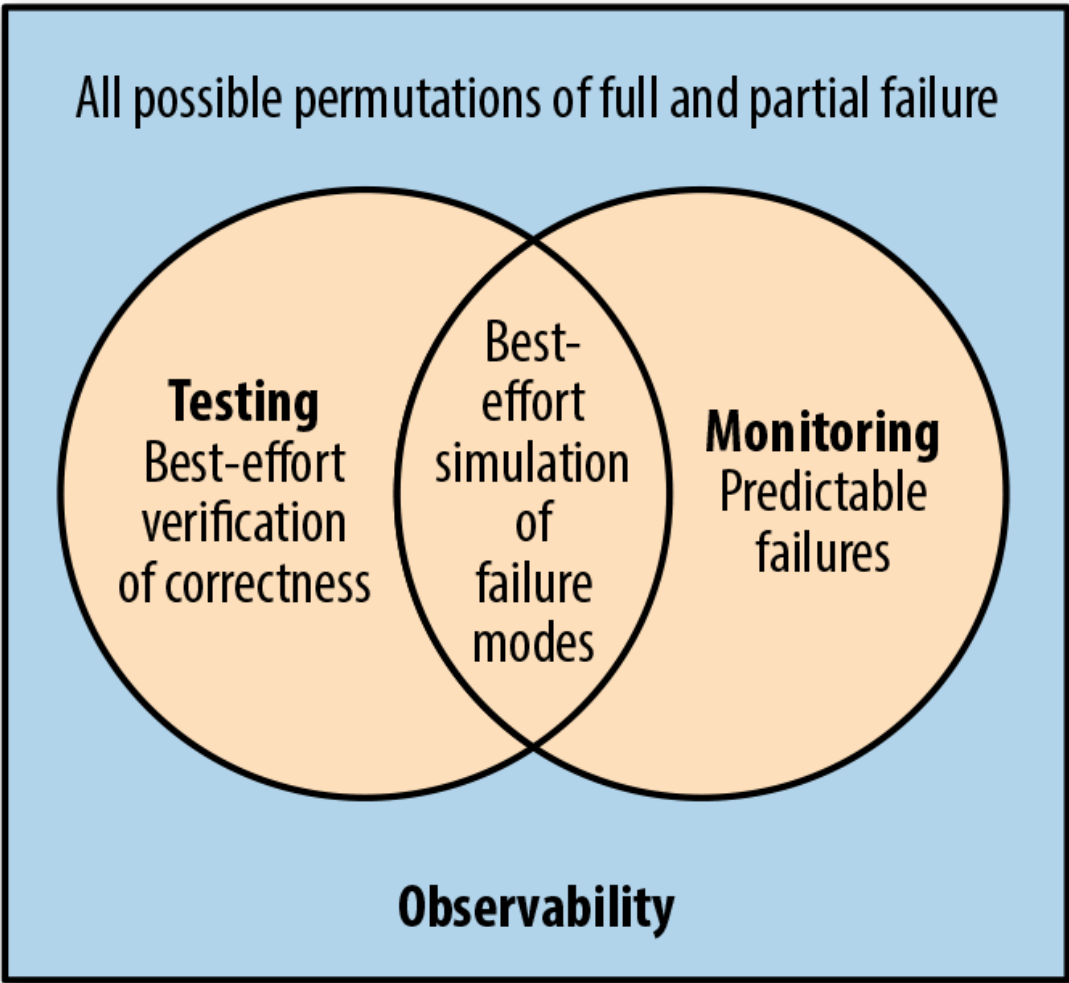 All possible permutations of full and partial failure
Testing
Best-effort
verification
of correctness
Best-
effort
simulation
of
failure
modes
Monitoring
Predictable
failures
Observability